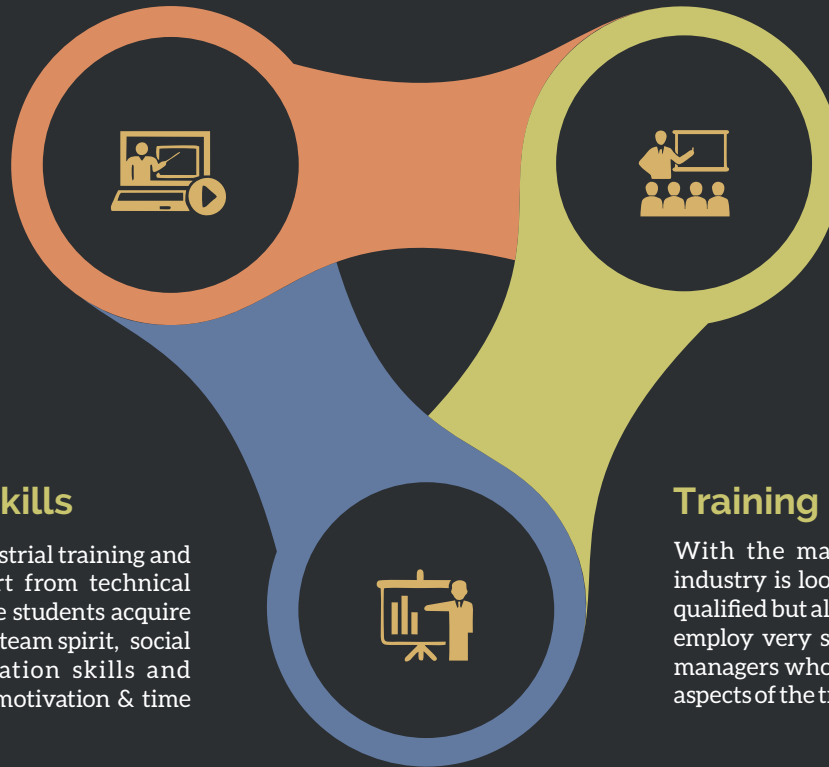 kills
strial training and
rt from technical
e students acquire
team spirit, social
ation skills and
motivation & time
Training
With the ma
industry is loo
qualified but al
employ very s
managers who
aspects of the t